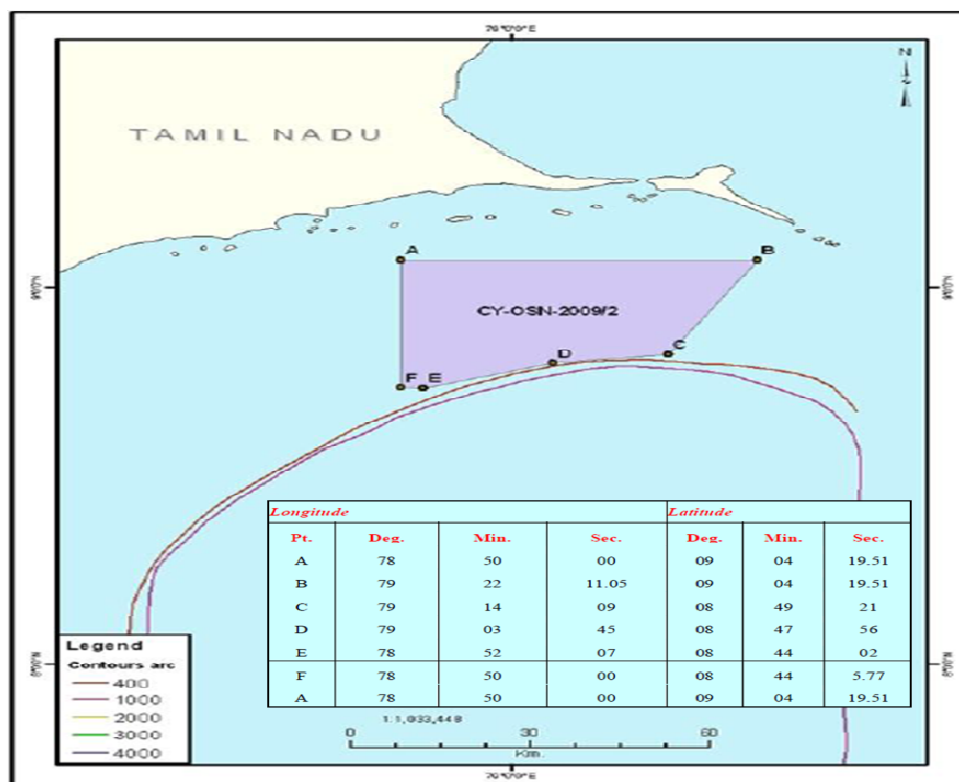 79°0'0"E
N
TAMIL NADU
A
B
CY-OSN-2009/2
C
D
F E
Longitude Latitude
Pt. Deg. Min. Sec. Deg. Min. Sec.
A 78 50 00 09 04 19.51
B 79 22 11.05 09 04 19.51
C 79 14 09 08 49 21
D 79 03 45 08 47 56
E 78 52 07 08 44 02
F 78 50 00 08 44 5.77
A 78 50 00 09 04 19.51
Legend
Contours arc
400
1000
2000
3000
4000
1:1,033,448
0 30 60
Km.
79°0'0"E